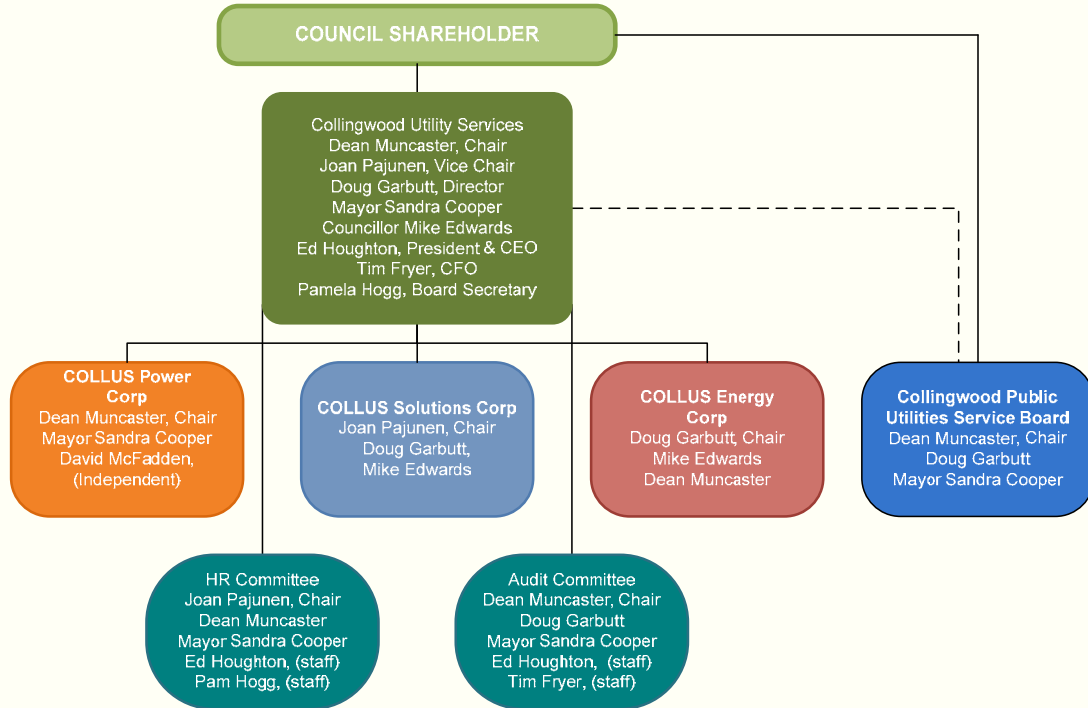 COUNCIL SHAREHOLDER
Collingwood Utility Services
Dean Muncaster, Chair
Joan Pajunen, Vice Chair
Doug Garbutt, Director
Mayor Sandra Cooper
Councillor Mike Edwards
Ed Houghton, President & CEO
Tim Fryer, CFO
Pamela Hogg, Board Secretary
COLLUS Power
Corp
Dean Muncaster, Chair
Mayor Sandra Cooper
David McFadden,
(Independent)
COLLUS Solutions Corp
Joan Pajunen, Chair
Doug Garbutt,
Mike Edwards
COLLUS Energy
Corp
Doug Garbutt, Chair
Mike Edwards
Dean Muncaster
Collingwood Public
Utilities Service Board
Dean Muncaster, Chair
Doug Garbutt
Mayor Sandra Cooper
HR Committee
Joan Pajunen, Chair
Dean Muncaster
Mayor Sandra Cooper
Ed Houghton, (staff)
Pam Hogg, (staff)
Audit Committee
Dean Muncaster, Chair
Doug Garbutt
Mayor Sandra Cooper
Ed Houghton, (staff)
Tim Fryer, (staff)